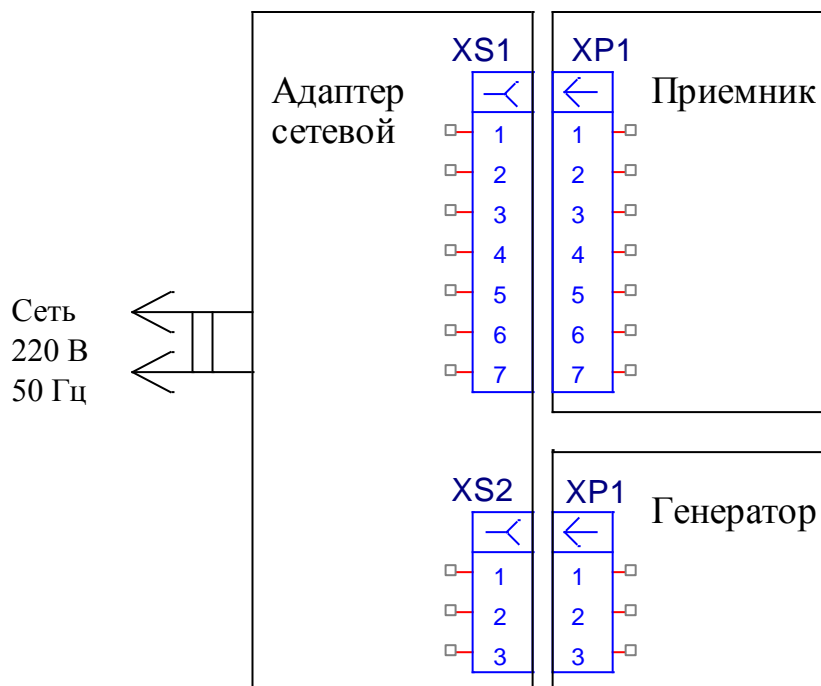 XS1 XP1
Адаптер
сетевой
Приемник
1 1
2 2
3 3
4 4
5 5
6 6
7 7
Сеть
220 В
50 Гц
XS2 XP1
Генератор
1 1
2 2
3 3